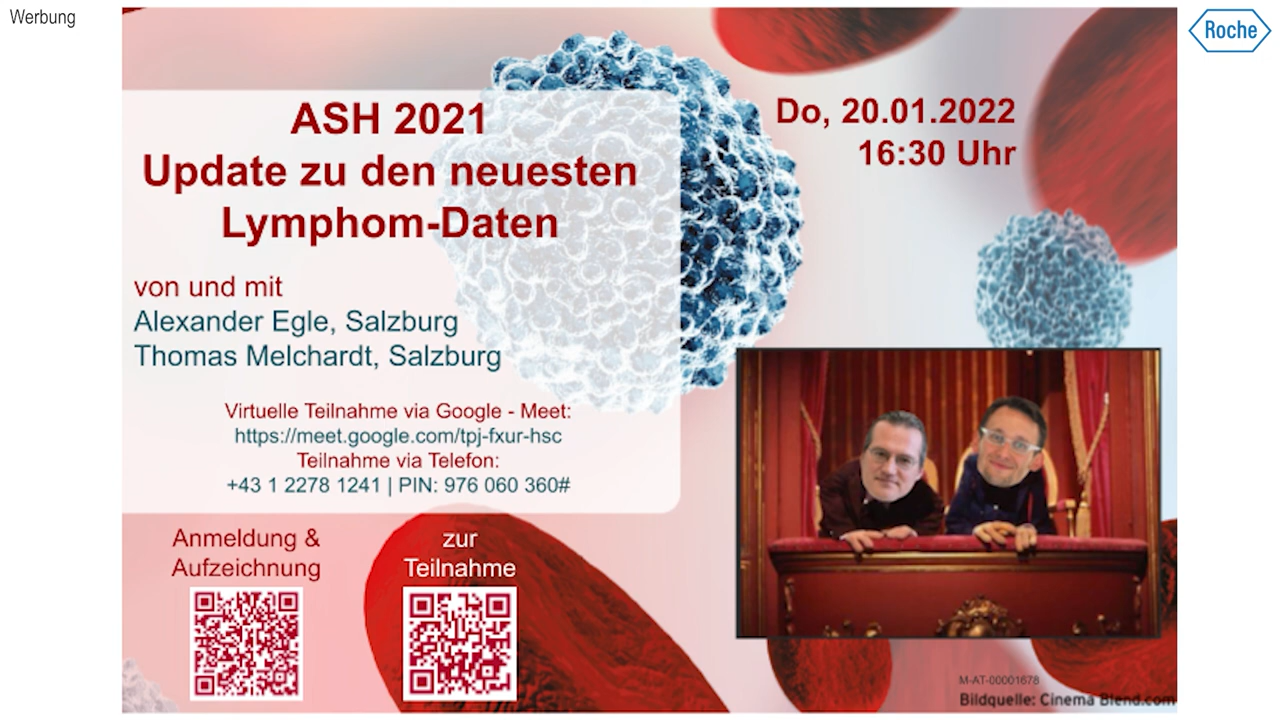 Werbung
Roche
ASH 2021
Update zu den neuesten
Lymphom-Daten
Do, 20.01.2022
16:30 Uhr
von und mit
Alexander Egle, Salzburg
Thomas Melchardt, Salzburg
Virtuelle Teilnahme via Google - Meet:
https://meet.google.com/tpj-fxur-hsc
Teilnahme via Telefon:
+43 1 2278 1241 | PIN: 976 060 360#
Anmeldung &
Aufzeichnung
zur
Teilnahme
M-AT-00001678
Bildquelle: Cinema Blend.com